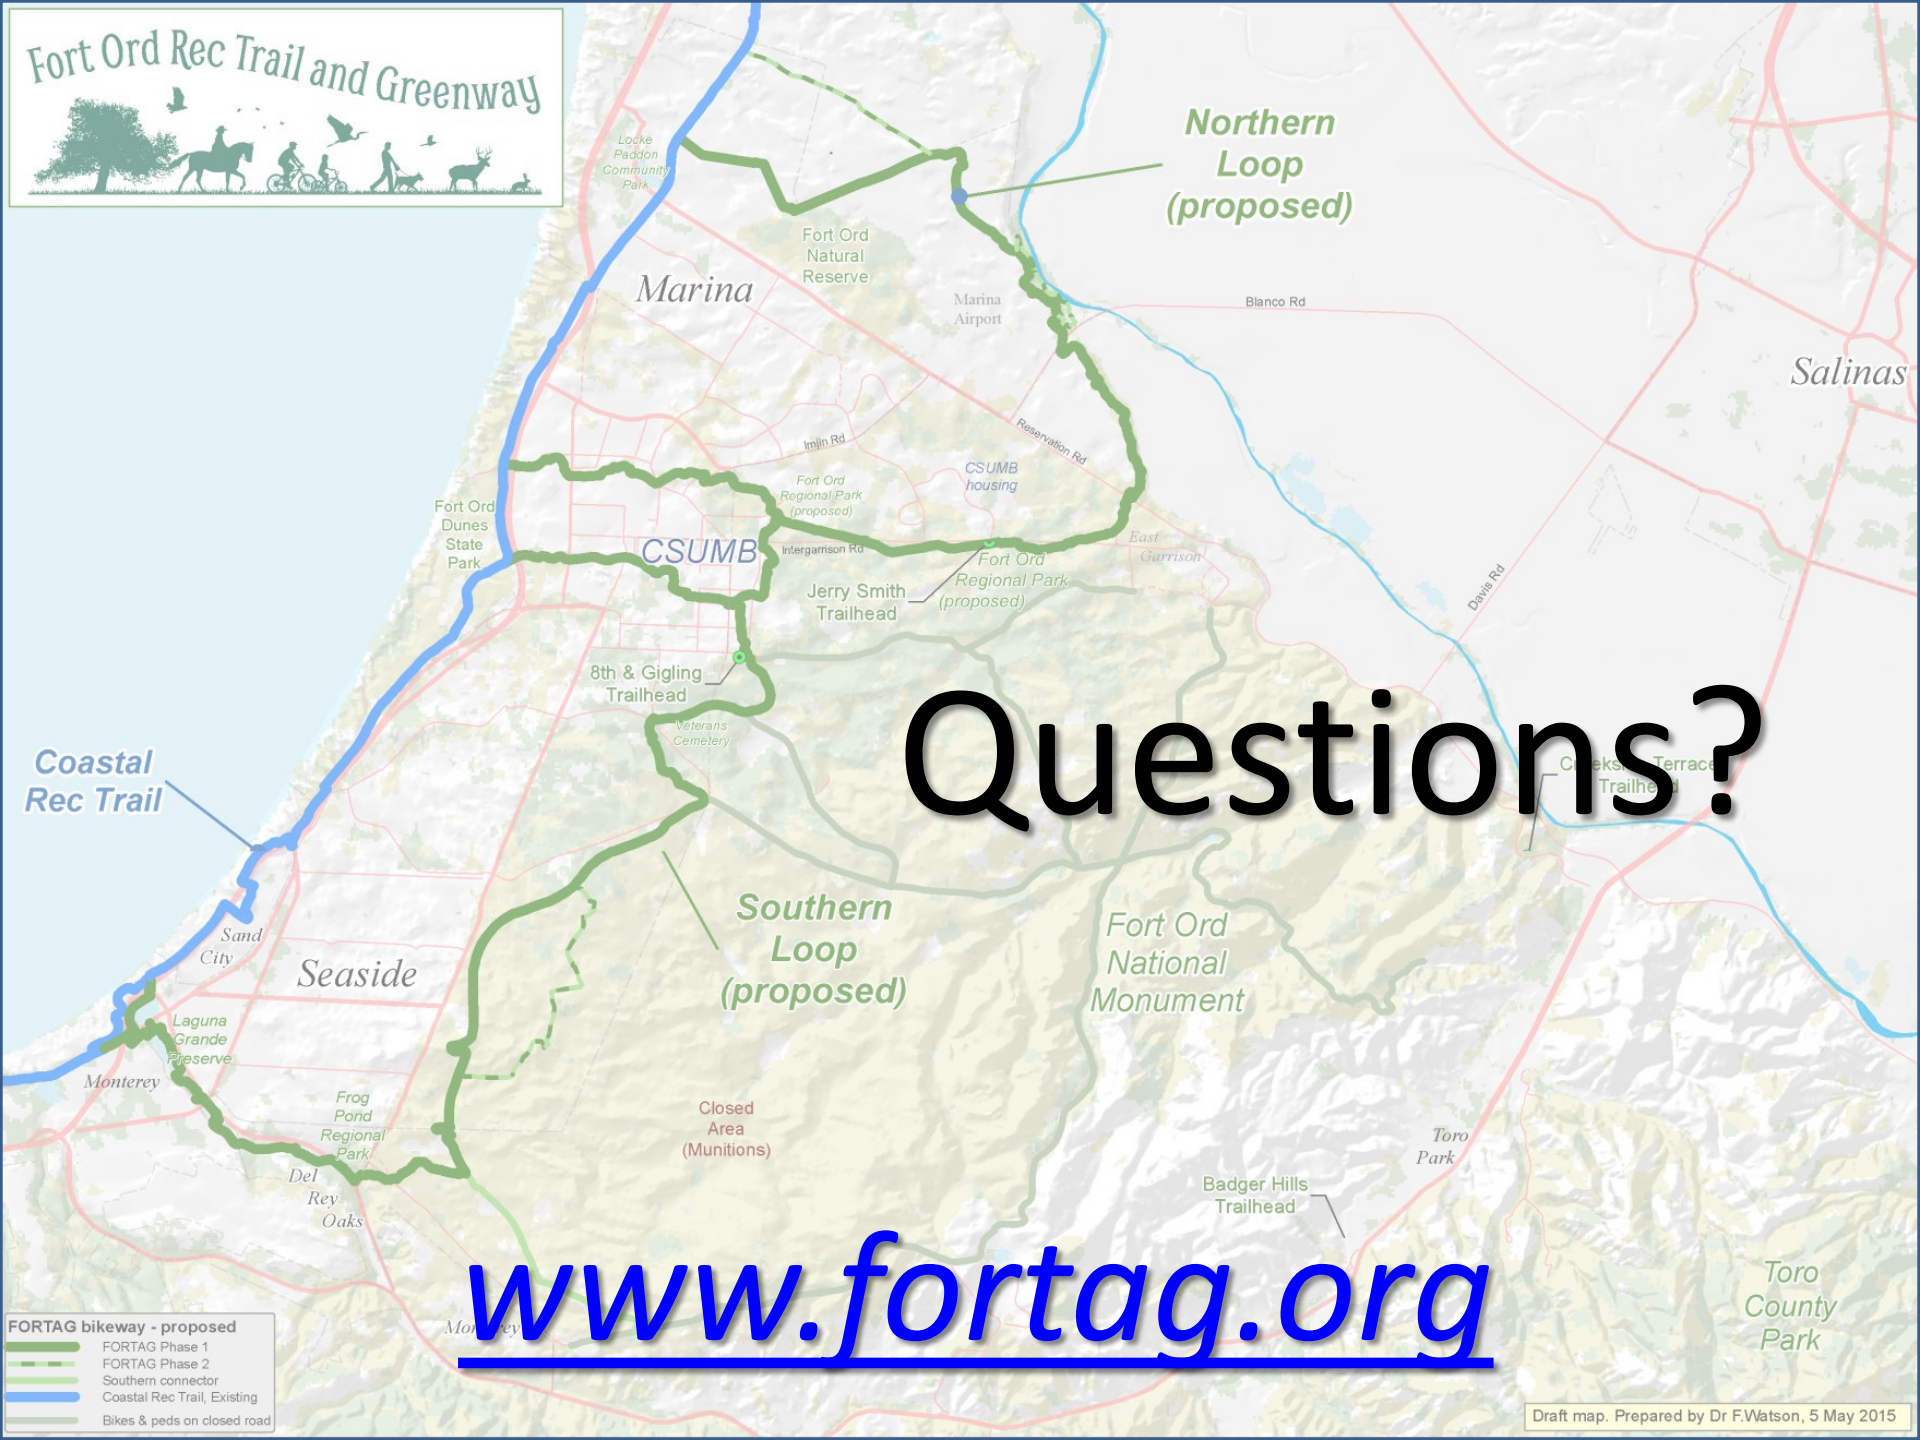 Fort Ord Rec Trail and Greenway
Northern
Loop
(proposed)
Locke
Paddon
Community
Park
Fort Ord
Natural
Reserve
Marina
Marina
Airport
Blanco Rd
Salinas
Reservation Rd
Imjin Rd
CSUMB
housing
Fort Ord
Regional Park
(proposed)
Fort Ord
Dunes
State
Park
CSUMB
Intergarrison Rd
East
Garrison
Fort Ord
Regional Park
(proposed)
Jerry Smith
Trailhead
Davis Rd
8th & Gigling
Trailhead
Veterans
Cemetery
Questions?
Creekside Terrace
Trailhead
Coastal
Rec Trail
Southern
Loop
(proposed)
Fort Ord
National
Monument
Sand
City
Seaside
Laguna
Grande
Preserve
Monterey
Frog
Pond
Regional
Park
Closed
Area
(Munitions)
Del
Rey
Oaks
Toro
Park
Badger Hills
Trailhead
www.fortag.org
Toro
County
Park
FORTAG bikeway - proposed
FORTAG Phase 1
FORTAG Phase 2
Southern connector
Coastal Rec Trail, Existing
Bikes & peds on closed road
Draft map. Prepared by Dr F.Watson, 5 May 2015